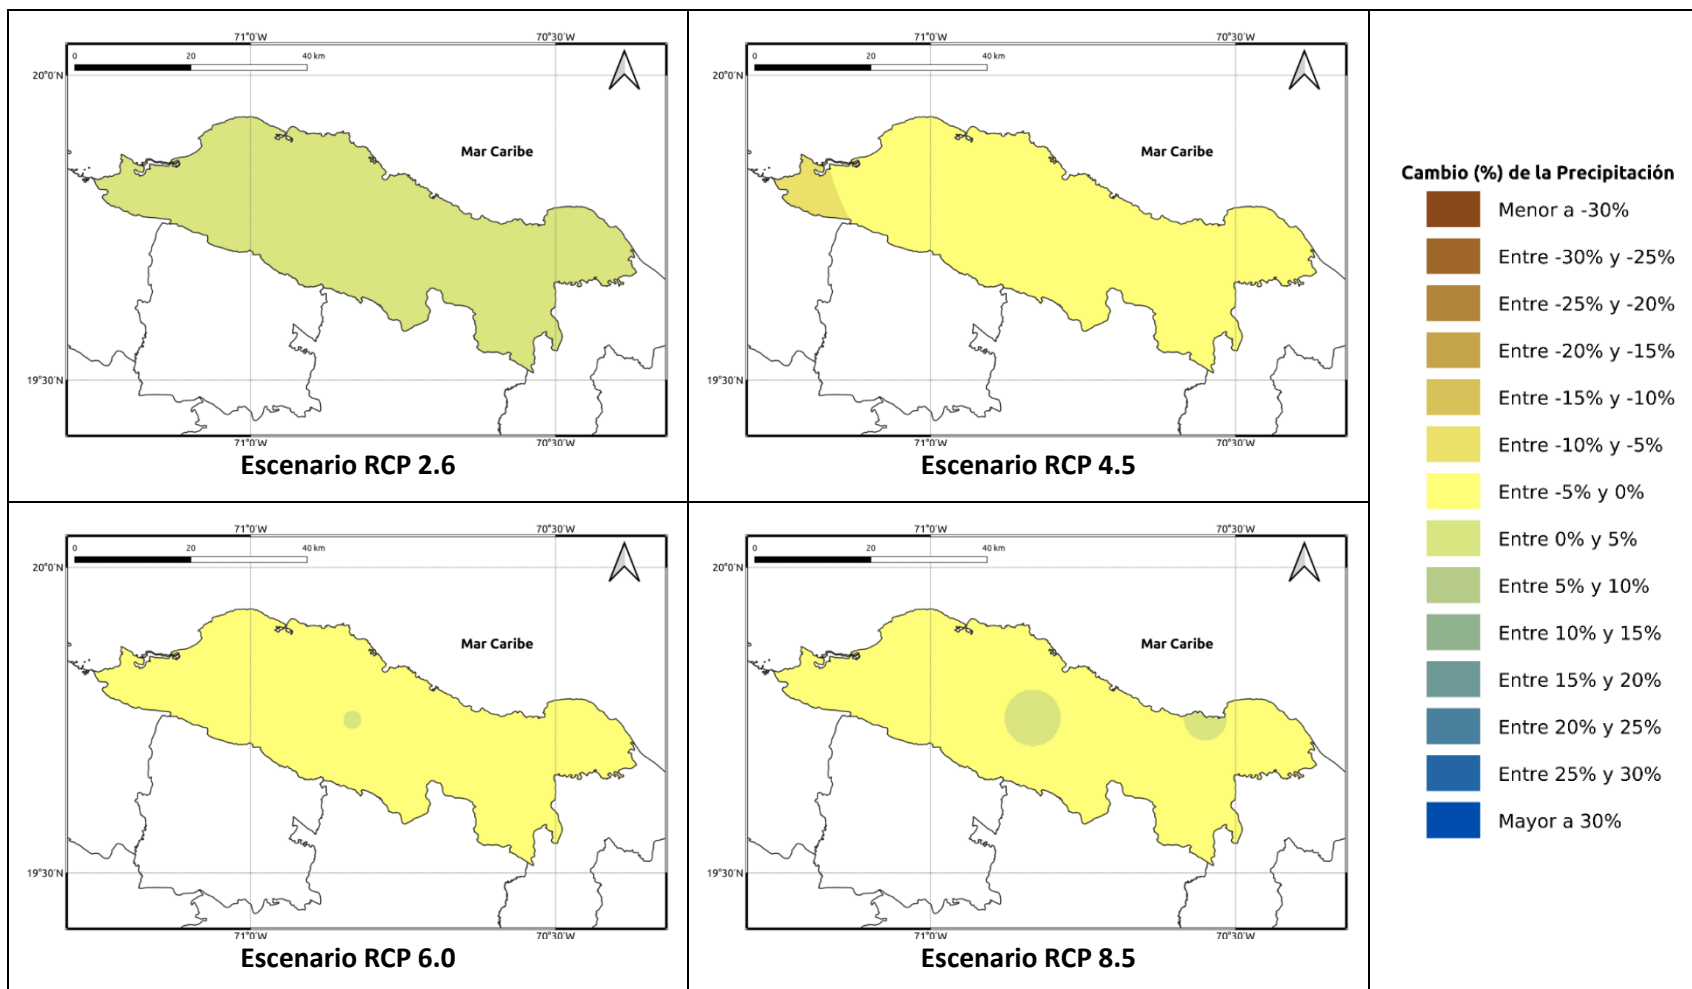 71°0'W 70°30'W
0 20 40 km
20°0'N
Mar Caribe
19°30'N
71°0'W 70°30'W
Escenario RCP 2.6
71°0'W 70°30'W
0 20 40 km
20°0'N
Mar Caribe
19°30'N
71°0'W 70°30'W
Escenario RCP 4.5
71°0'W 70°30'W
0 20 40 km
20°0'N
Mar Caribe
19°30'N
71°0'W 70°30'W
Escenario RCP 6.0
71°0'W 70°30'W
0 20 40 km
20°0'N
Mar Caribe
19°30'N
71°0'W 70°30'W
Escenario RCP 8.5
Cambio (%) de la Precipitación
Menor a -30%
Entre -30% y -25%
Entre -25% y -20%
Entre -20% y -15%
Entre -15% y -10%
Entre -10% y -5%
Entre -5% y 0%
Entre 0% y 5%
Entre 5% y 10%
Entre 10% y 15%
Entre 15% y 20%
Entre 20% y 25%
Entre 25% y 30%
Mayor a 30%